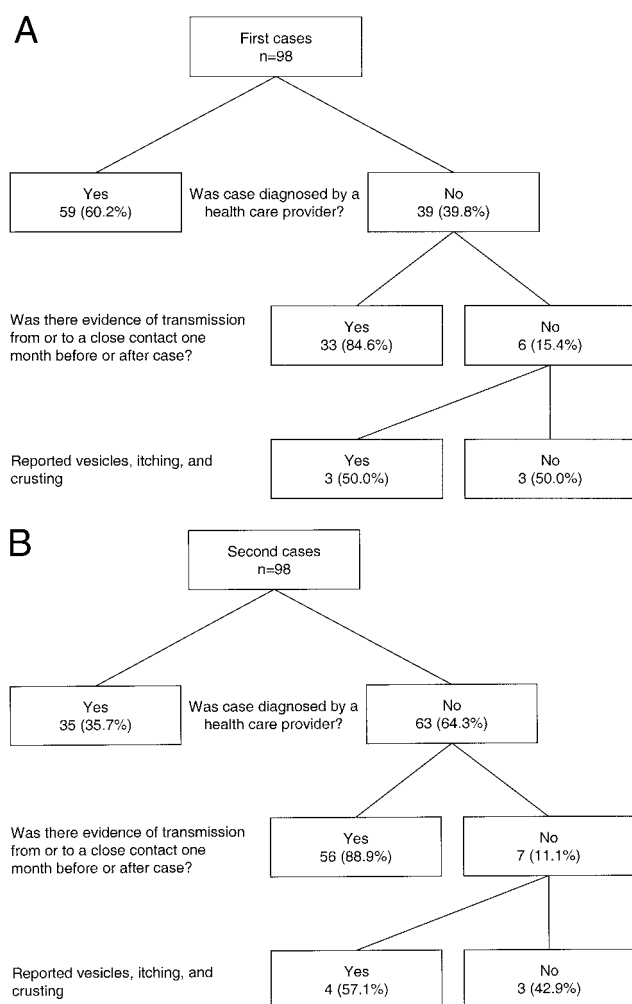 A
First cases
n=98
Yes
59 (60.2%)
Was case diagnosed by a
health care provider?
No
39 (39.8%)
Was there evidence of transmission
from or to a close contact one
month before or after case?
Yes
33 (84.6%)
No
6 (15.4%)
Reported vesicles, itching, and
crusting
Yes
3 (50.0%)
No
3 (50.0%)
B
Second cases
n=98
Yes
35 (35.7%)
Was case diagnosed by a
health care provider?
No
63 (64.3%)
Was there evidence of transmission
from or to a close contact one
month before or after case?
Yes
56 (88.9%)
No
7 (11.1%)
Reported vesicles, itching, and
crusting
Yes
4 (57.1%)
No
3 (42.9%)